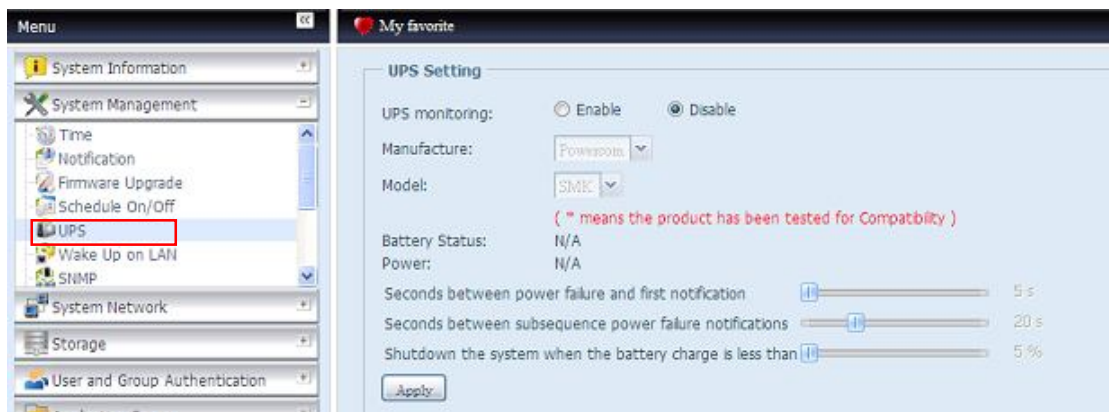 Menu
My favorite
System Information
System Management
Time
Notification
Firmware Upgrade
Schedule On/Off
UPS
Wake Up on LAN
SNMP
System Network
Storage
User and Group Authentication
UPS Setting
UPS monitoring: Enable Disable
Manufacture: Powercom
Model: SMK
( * means the product has been tested for Compatibility )
Battery Status: N/A
Power: N/A
Seconds between power failure and first notification 5 s
Seconds between subsequence power failure notifications 20 s
Shutdown the system when the battery charge is less than 5 %
Apply